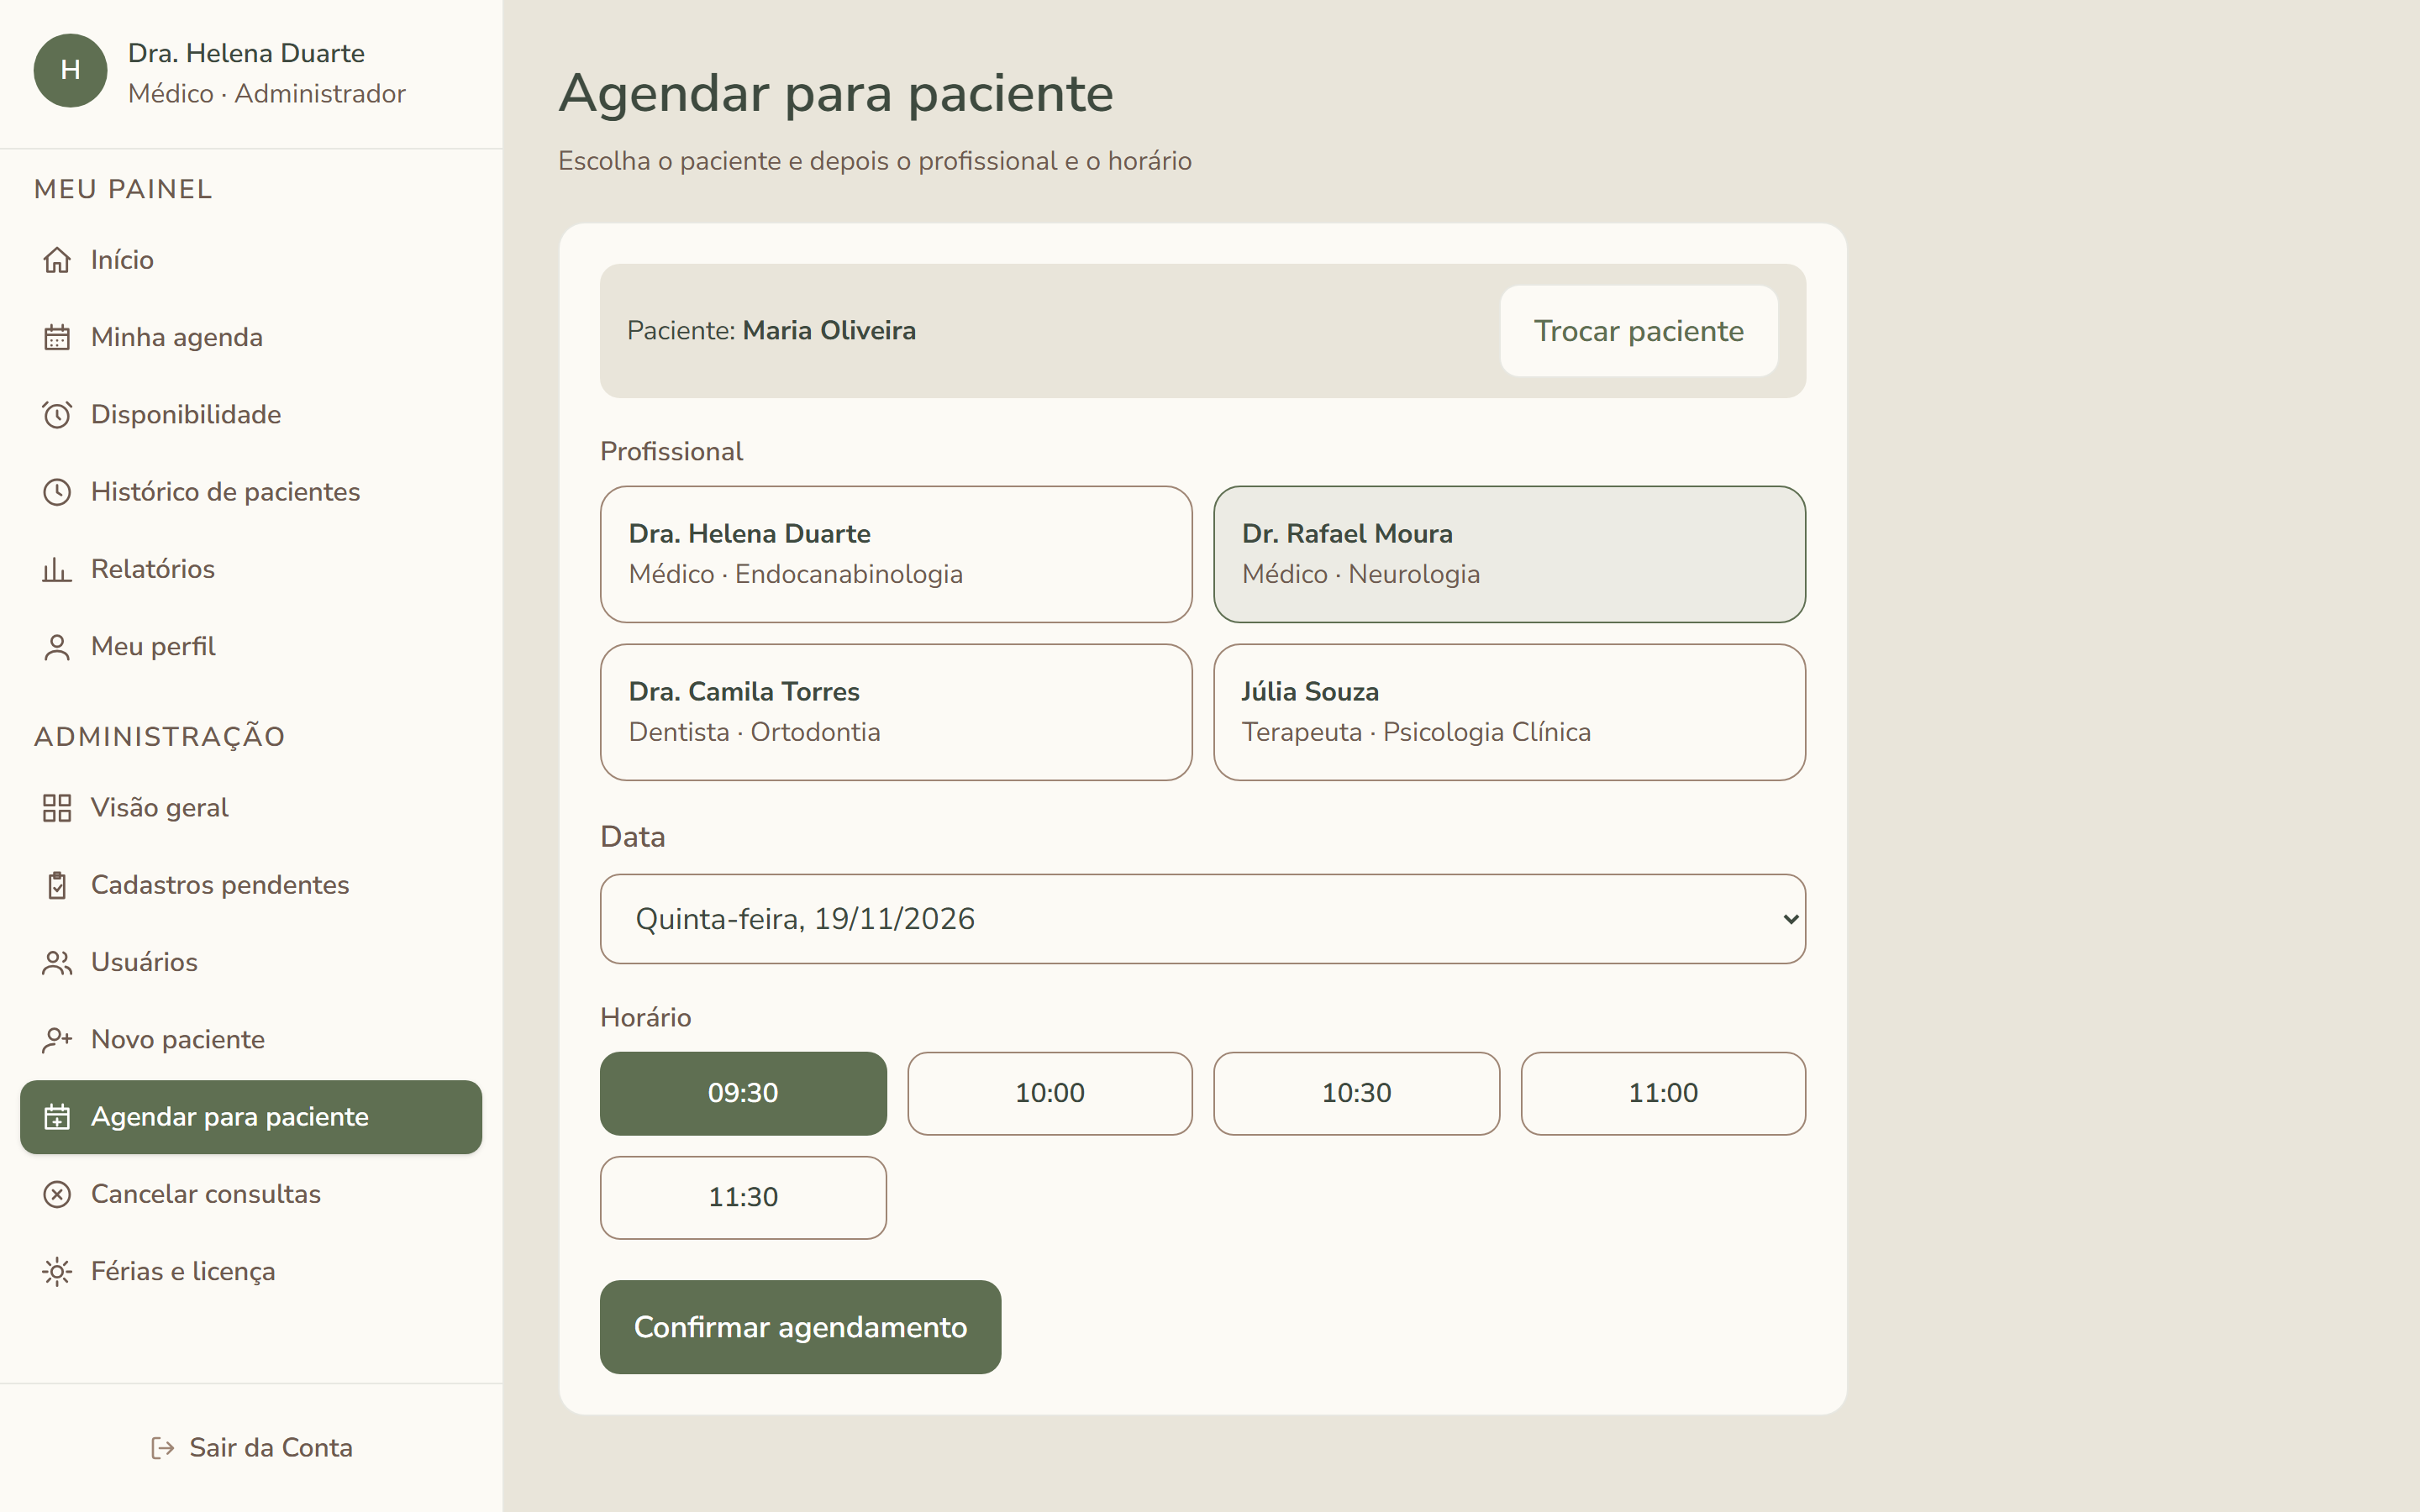 H
Dra. Helena Duarte
Médico · Administrador
MEU PAINEL
Início
Minha agenda
Disponibilidade
Histórico de pacientes
Relatórios
Meu perfil
ADMINISTRAÇÃO
Visão geral
Cadastros pendentes
Usuários
Novo paciente
Agendar para paciente
Cancelar consultas
Férias e licença
Sair da Conta
Agendar para paciente
Escolha o paciente e depois o profissional e o horário
Paciente: Maria Oliveira
Trocar paciente
Profissional
Dra. Helena Duarte
Médico · Endocanabinologia
Dr. Rafael Moura
Médico · Neurologia
Dra. Camila Torres
Dentista · Ortodontia
Júlia Souza
Terapeuta · Psicologia Clínica
Data
Quinta-feira, 19/11/2026
Horário
09:30
10:00
10:30
11:00
11:30
Confirmar agendamento